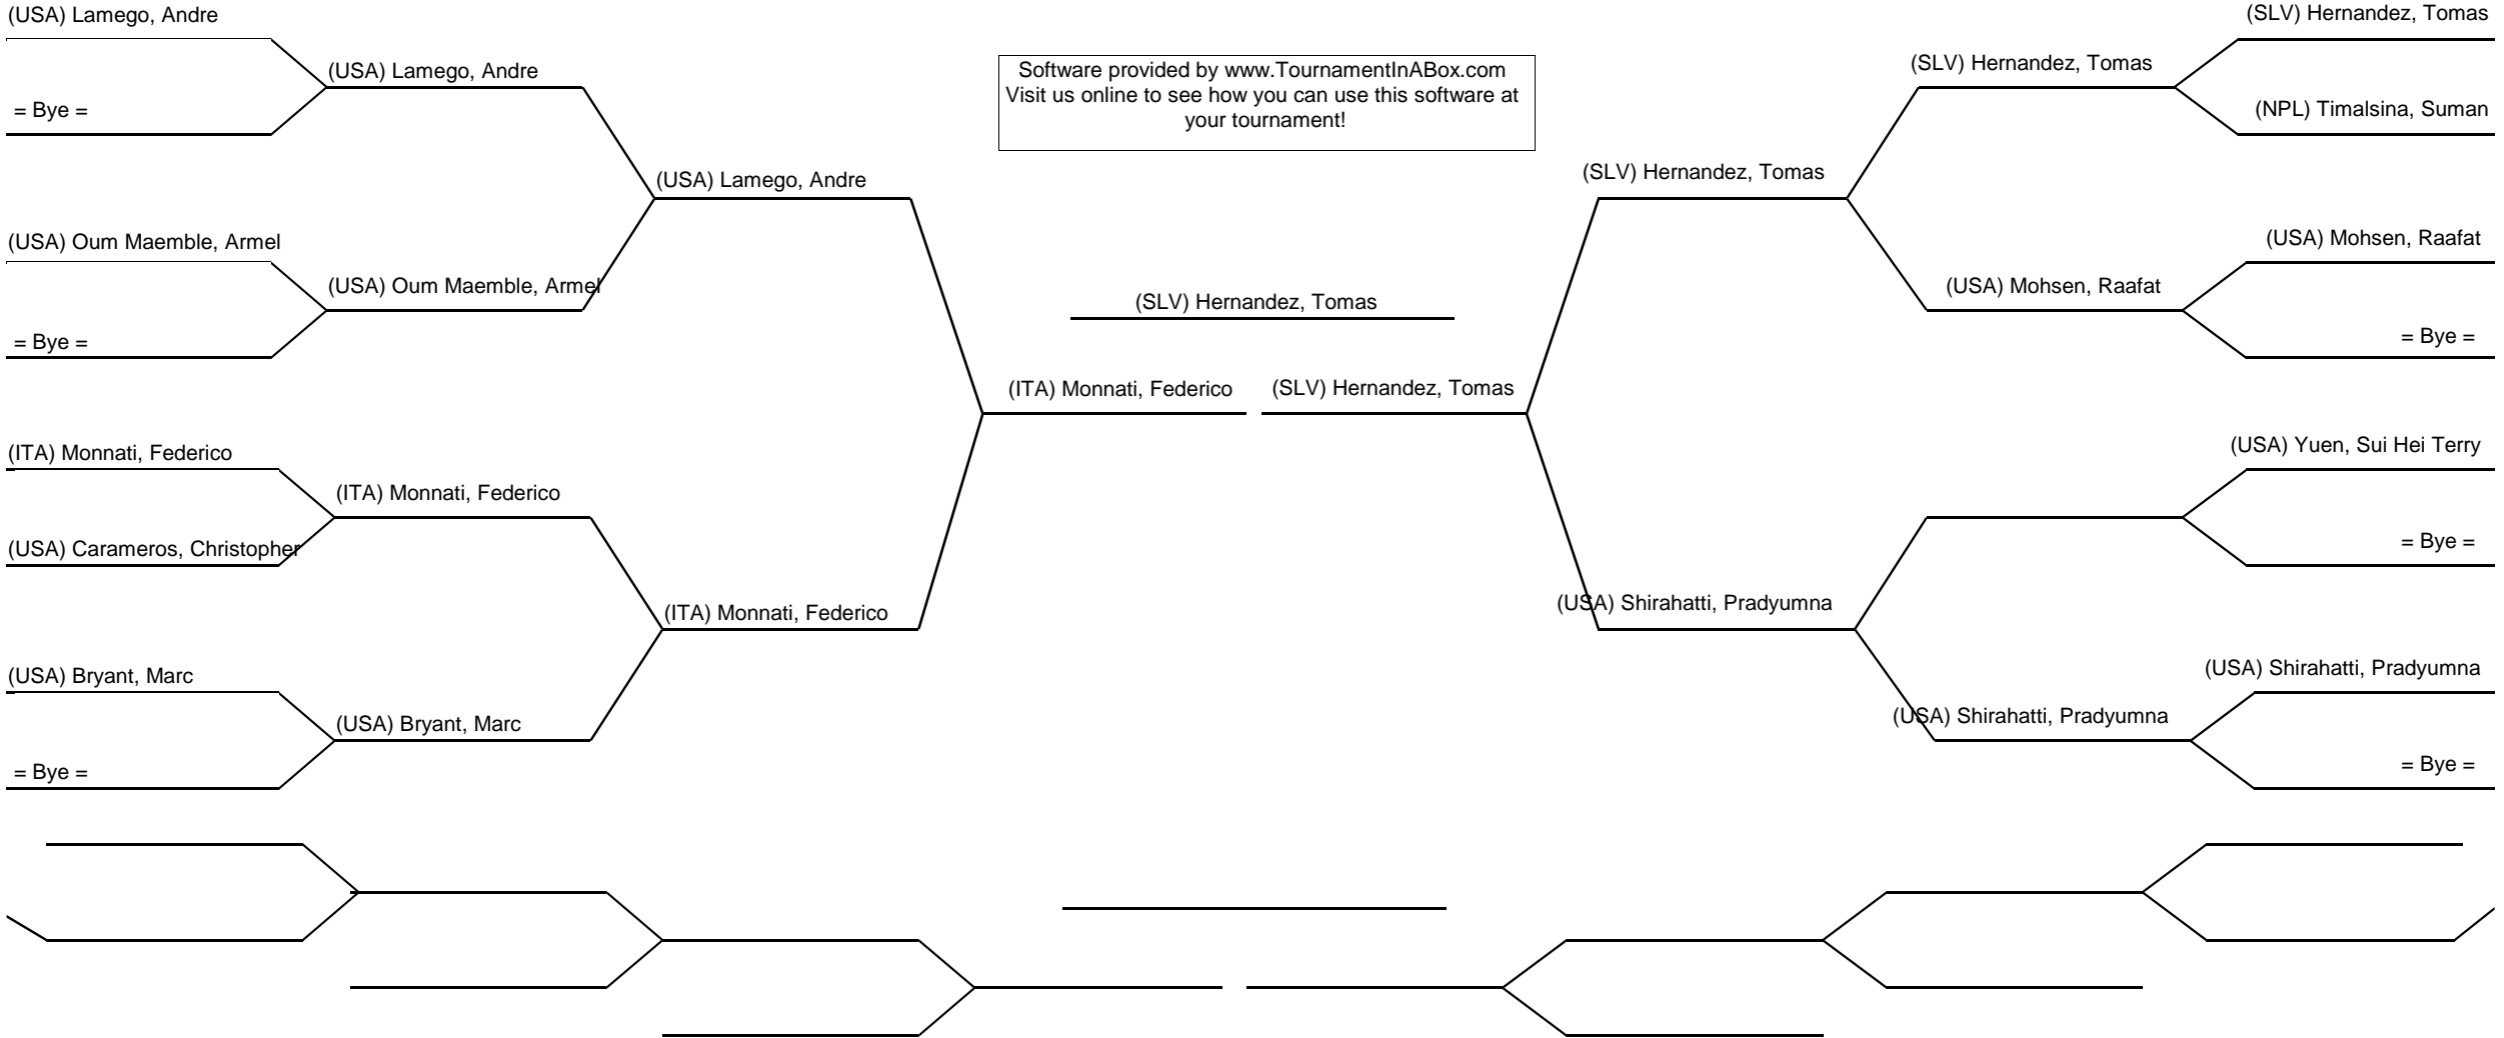 (USA) Lamego, Andre
= Bye =
(USA) Oum Maemble, Armel
= Bye =
(ITA) Monnati, Federico
(USA) Carameros, Christopher
(USA) Bryant, Marc
= Bye =
(USA) Lamego, Andre
(USA) Oum Maemble, Armel
(ITA) Monnati, Federico
(USA) Bryant, Marc
(USA) Lamego, Andre
(ITA) Monnati, Federico
Software provided by www.TournamentInABox.com
Visit us online to see how you can use this software at
your tournament!
(SLV) Hernandez, Tomas
(ITA) Monnati, Federico
(SLV) Hernandez, Tomas
(SLV) Hernandez, Tomas
(USA) Shirahatti, Pradyumna
(SLV) Hernandez, Tomas
(USA) Mohsen, Raafat
(USA) Shirahatti, Pradyumna
(SLV) Hernandez, Tomas
(NPL) Timalsina, Suman
(USA) Mohsen, Raafat
= Bye =
(USA) Yuen, Sui Hei Terry
= Bye =
(USA) Shirahatti, Pradyumna
= Bye =